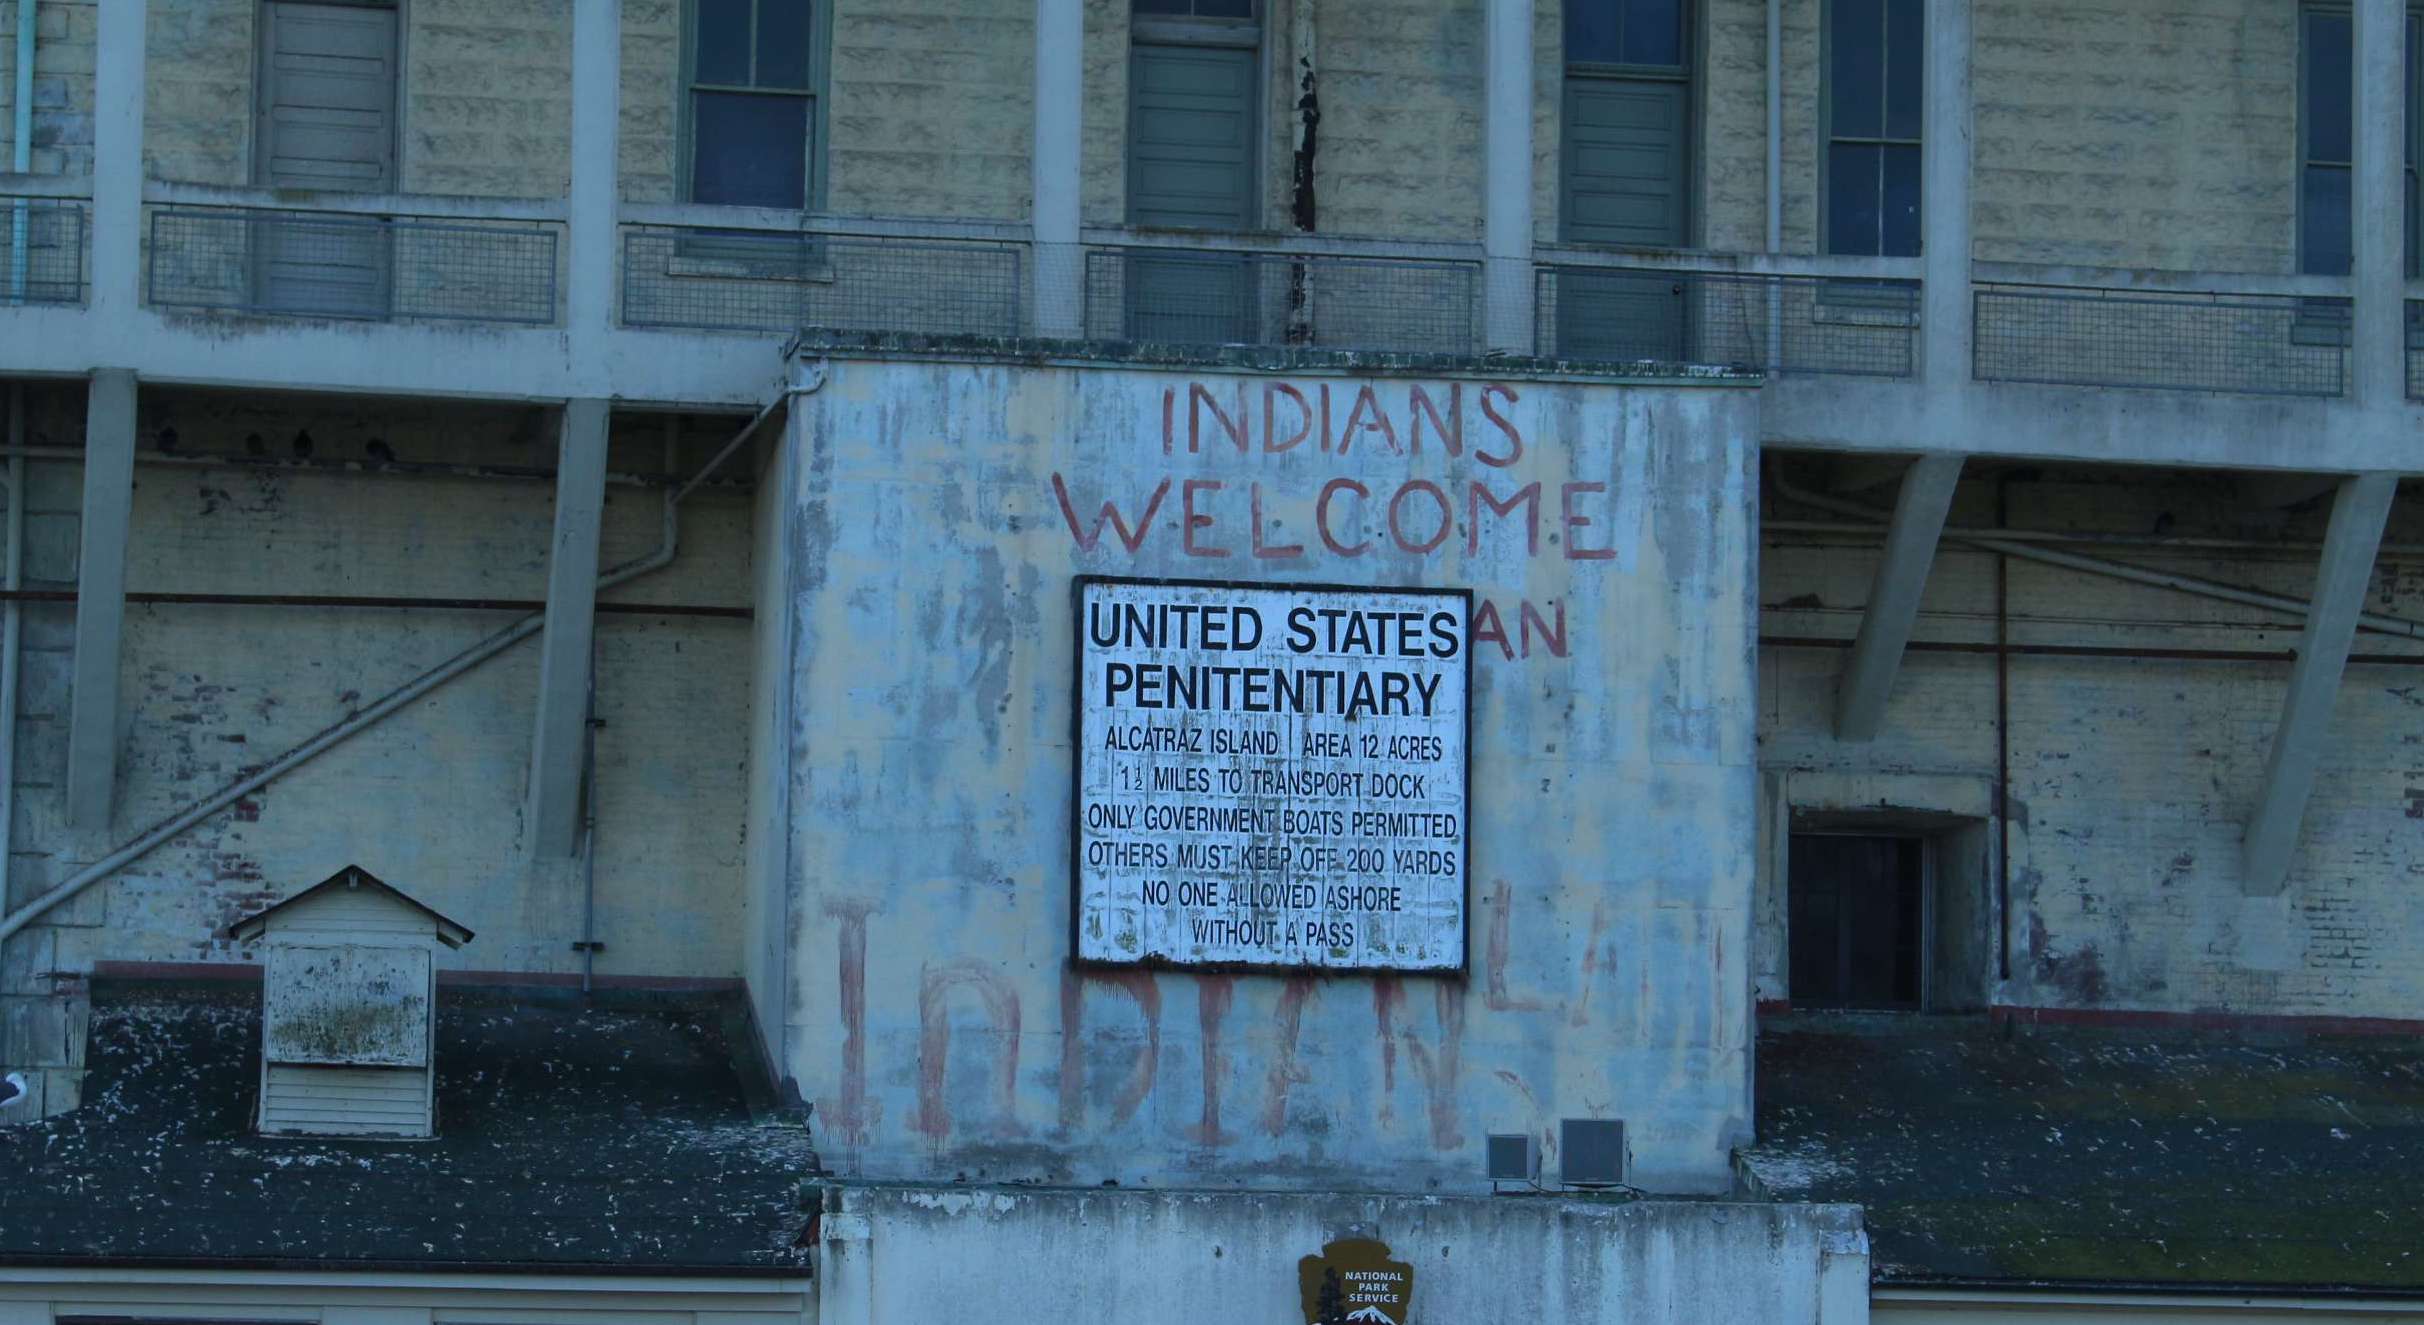 INDIANS
WELCOME
UNITED STATES
AN
PENITENTIARY
ALCATRAZ ISLAND AREA 12 ACRES
1½ MILES TO TRANSPORT DOCK
ONLY GOVERNMENT BOATS PERMITTED
OTHERS MUST KEEP OFF 200 YARDS
NO ONE ALLOWED ASHORE
WITHOUT A PASS
INDIAN LA
NATIONAL
PARK
SERVICE